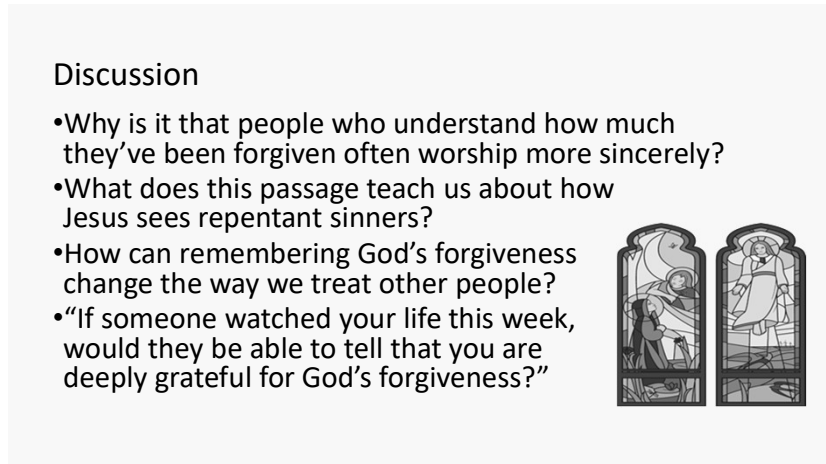 Discussion
•Why is it that people who understand how much
they’ve been forgiven often worship more sincerely?
•What does this passage teach us about how
Jesus sees repentant sinners?
•How can remembering God’s forgiveness
change the way we treat other people?
•“If someone watched your life this week,
would they be able to tell that you are
deeply grateful for God’s forgiveness?”